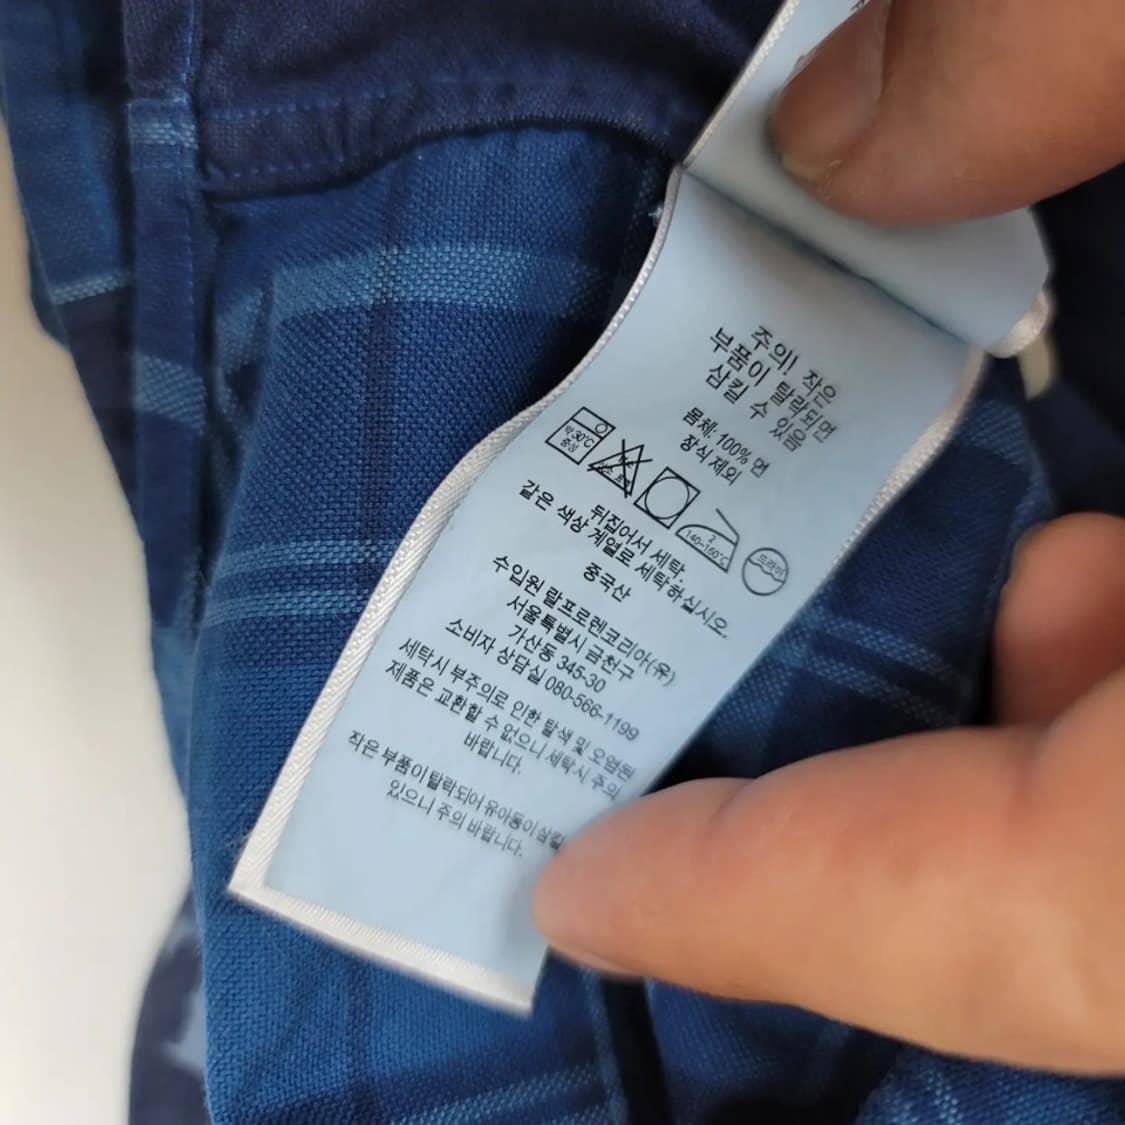 주의! 작은
부품이 탈락되면
삼킬 수 있음
몸체: 100% 면
장식 제외
약 30℃
중성
염소 표백
2
140~160℃
드라이
뒤집어서 세탁.
같은 색상 계열로 세탁하십시오.
중국산
수입원 랄프로렌코리아(유)
서울특별시 금천구
가산동 345-30
소비자 상담실 080-566-1199
세탁시 부주의로 인한 탈색 및 오염된
제품은 교환할 수 없으니 세탁시 주의
바랍니다.
작은 부품이 탈락되어 유아동이 삼킬
있으니 주의 바랍니다.